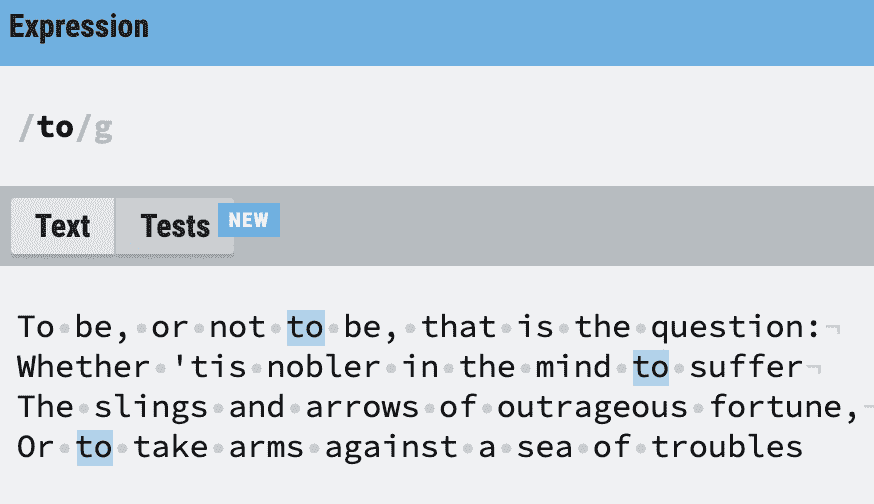 Expression
/to/g
Text Tests NEW
To·be,·or·not·to·be,·that·is·the·question:¬
Whether·'tis·nobler·in·the·mind·to·suffer¬
The·slings·and·arrows·of·outrageous·fortune,¬
Or·to·take·arms·against·a·sea·of·troubles